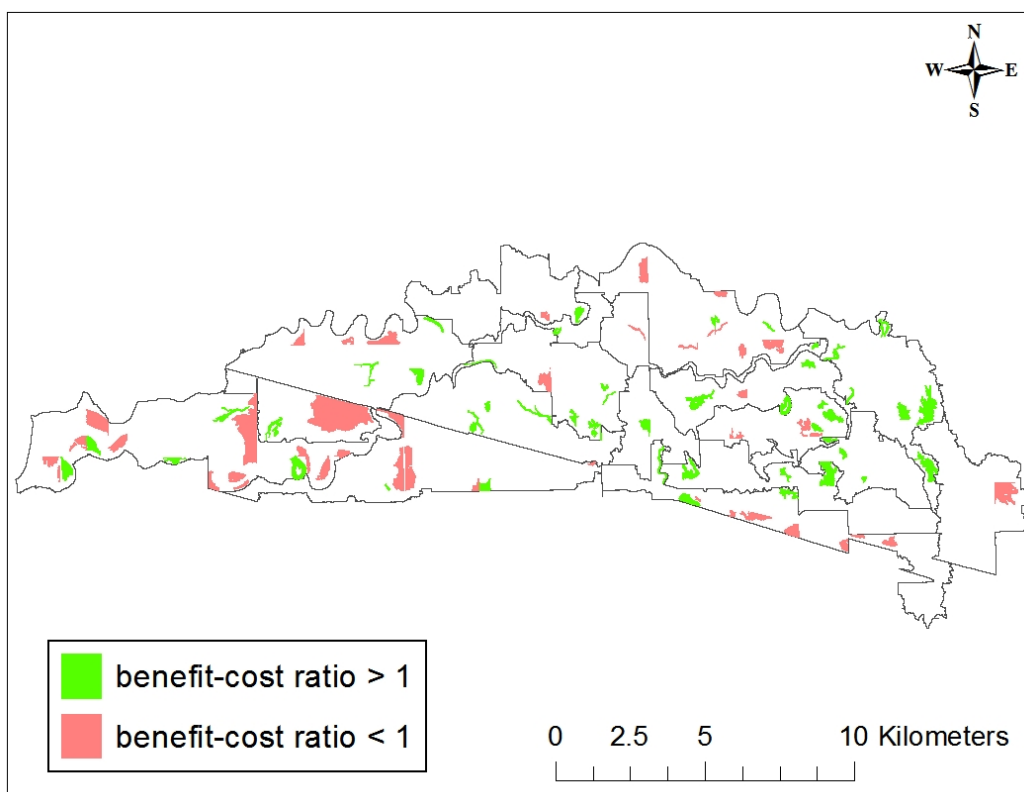 N
W E
S
benefit-cost ratio > 1
benefit-cost ratio < 1
0 2.5 5 10 Kilometers